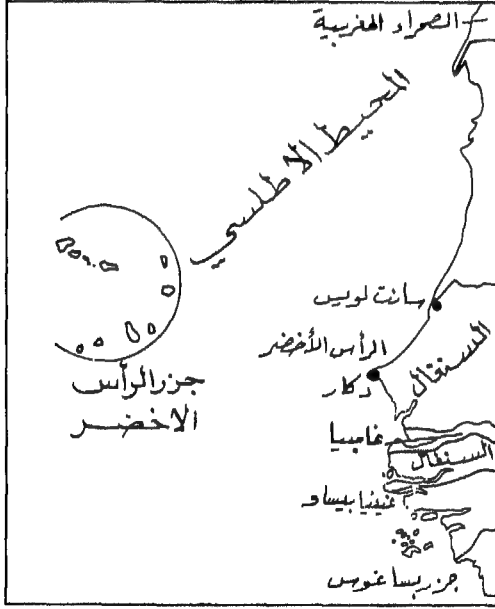 الصحراء المغربية
المحيط الاطلسي
سانت لويس
السنغال
الرأس الأخضر
دكار
جزر الرأس
الاخضر
غامبيا
السنغال
غينيا بيساو
جزر بساغوس